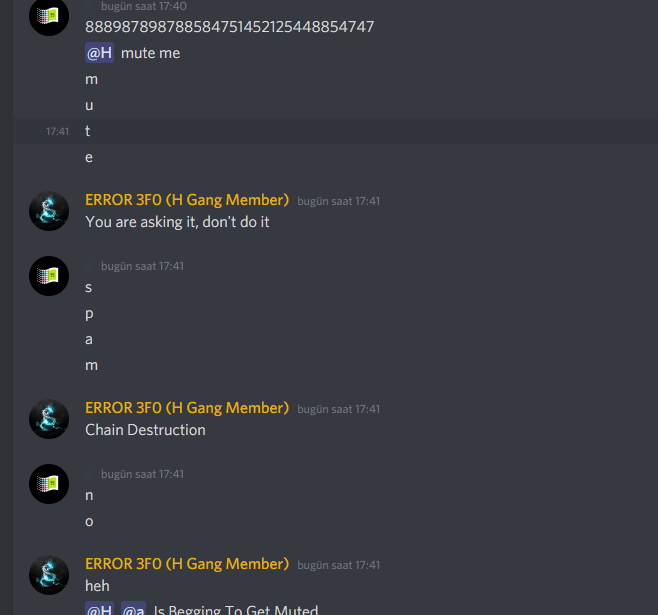 bugün saat 17:40
888987898788584751452125448854747
@H mute me
m
u
17:41 t
e
ERROR 3F0 (H Gang Member) bugün saat 17:41
You are asking it, don't do it
bugün saat 17:41
s
p
a
m
ERROR 3F0 (H Gang Member) bugün saat 17:41
Chain Destruction
bugün saat 17:41
n
o
ERROR 3F0 (H Gang Member) bugün saat 17:41
heh
@H @a Is Begging To Get Muted